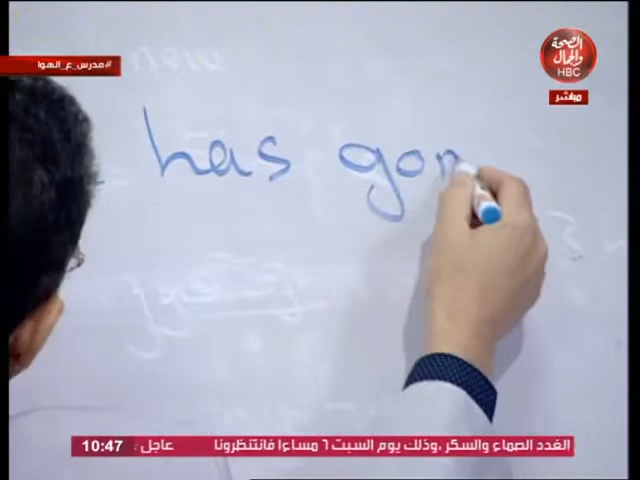 #مدرس_ع_الهوا
الصحة
والجمال
HBC
مباشر
new
has gon
10:47 عاجل الغدد الصماء والسكر ،وذلك يوم السبت ٦ مساءا فانتظرونا